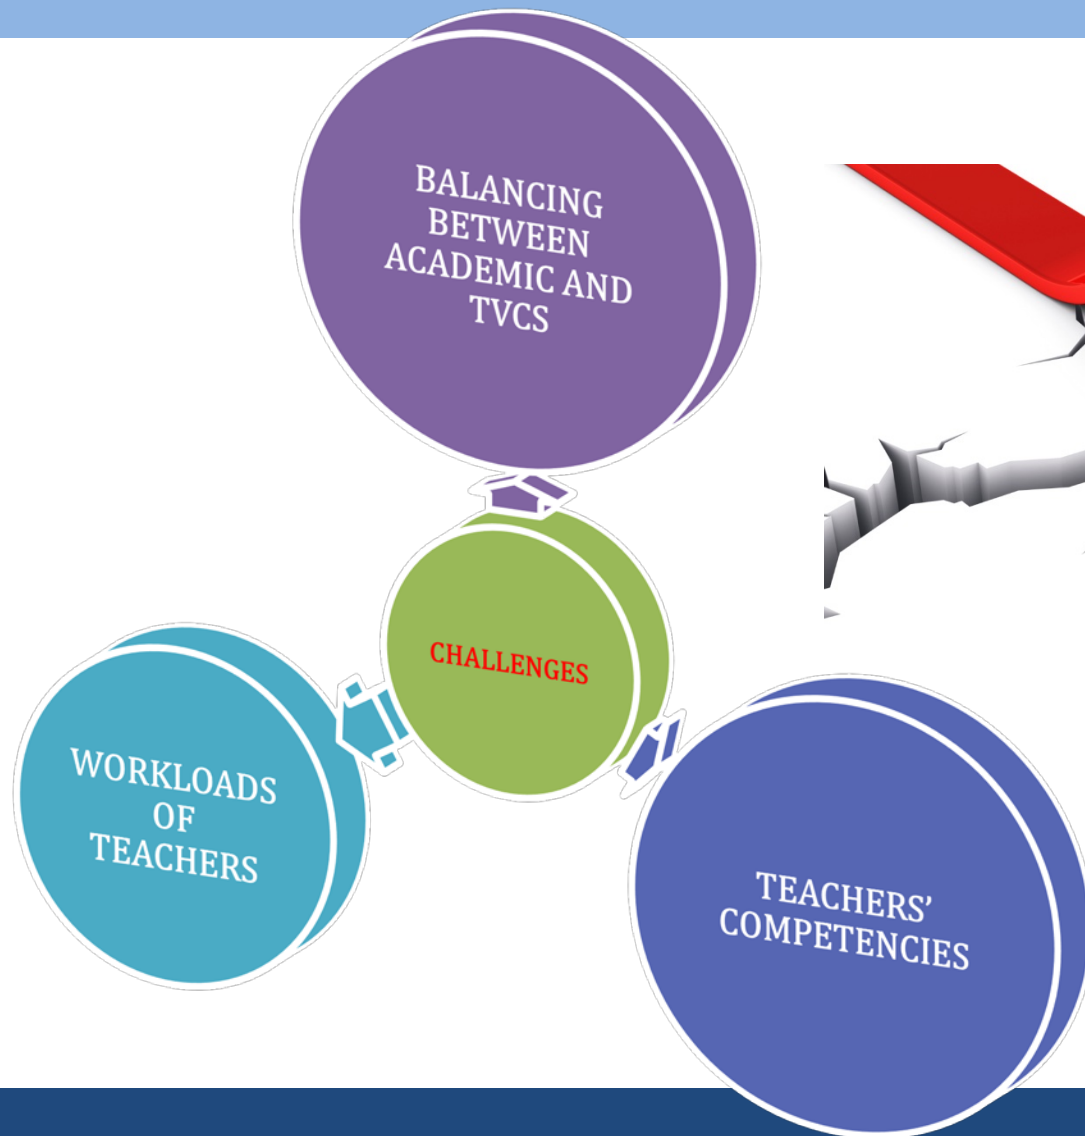 BALANCING
BETWEEN
ACADEMIC AND
TVCS
CHALLENGES
WORKLOADS
OF
TEACHERS
TEACHERS’
COMPETENCIES